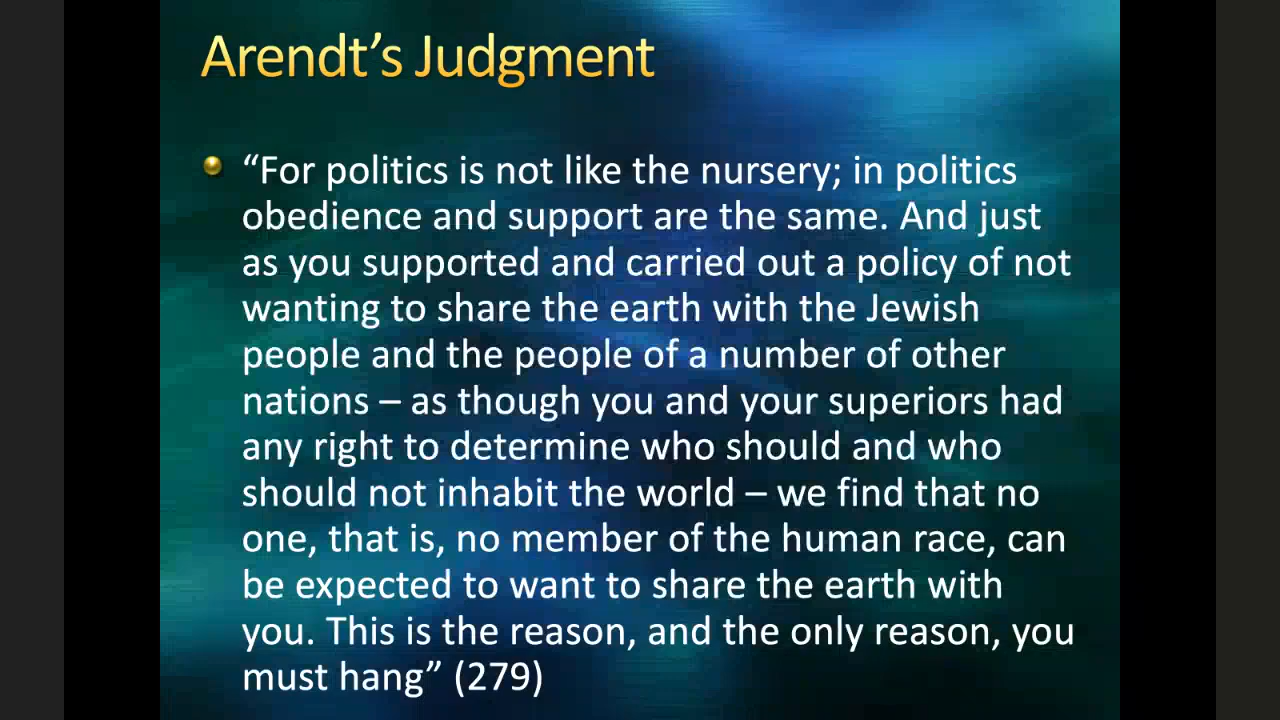 Arendt’s Judgment
“For politics is not like the nursery; in politics
obedience and support are the same. And just
as you supported and carried out a policy of not
wanting to share the earth with the Jewish
people and the people of a number of other
nations – as though you and your superiors had
any right to determine who should and who
should not inhabit the world – we find that no
one, that is, no member of the human race, can
be expected to want to share the earth with
you. This is the reason, and the only reason, you
must hang” (279)